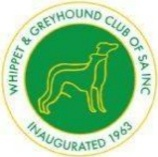 WHIPPET & GREYHOUND CLUB OF SA INC
INAUGURATED 1963